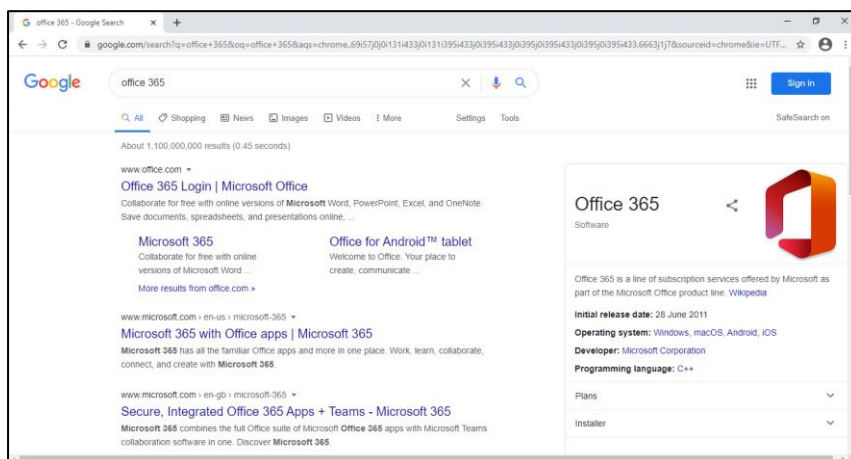 office 365 - Google Search
google.com/search?q=office+365&oq=office+365&aqs=chrome..69i57j0j0i131i433j0i131i395i433j0i395i433j0i395j0i395i433j0i395j0i395i433.6663j1j7&sourceid=chrome&ie=UTF...
Google
office 365
Sign in
All Shopping News Images Videos More Settings Tools
SafeSearch on
About 1,100,000,000 results (0.45 seconds)
www.office.com
Office 365 Login | Microsoft Office
Collaborate for free with online versions of Microsoft Word, PowerPoint, Excel, and OneNote.
Save documents, spreadsheets, and presentations online, ...
Microsoft 365
Collaborate for free with online
versions of Microsoft Word ...
Office for Android™ tablet
Welcome to Office. Your place to
create, communicate ...
More results from office.com »
www.microsoft.com › en-us › microsoft-365
Microsoft 365 with Office apps | Microsoft 365
Microsoft 365 has all the familiar Office apps and more in one place. Work, learn, collaborate,
connect, and create with Microsoft 365.
www.microsoft.com › en-gb › microsoft-365
Secure, Integrated Office 365 Apps + Teams - Microsoft 365
Microsoft 365 combines the full Office suite of Microsoft Office 365 apps with Microsoft Teams
collaboration software in one. Discover Microsoft 365.
Office 365
Software
Office 365 is a line of subscription services offered by Microsoft as
part of the Microsoft Office product line. Wikipedia
Initial release date: 28 June 2011
Operating system: Windows, macOS, Android, iOS
Developer: Microsoft Corporation
Programming language: C++
Plans
Installer